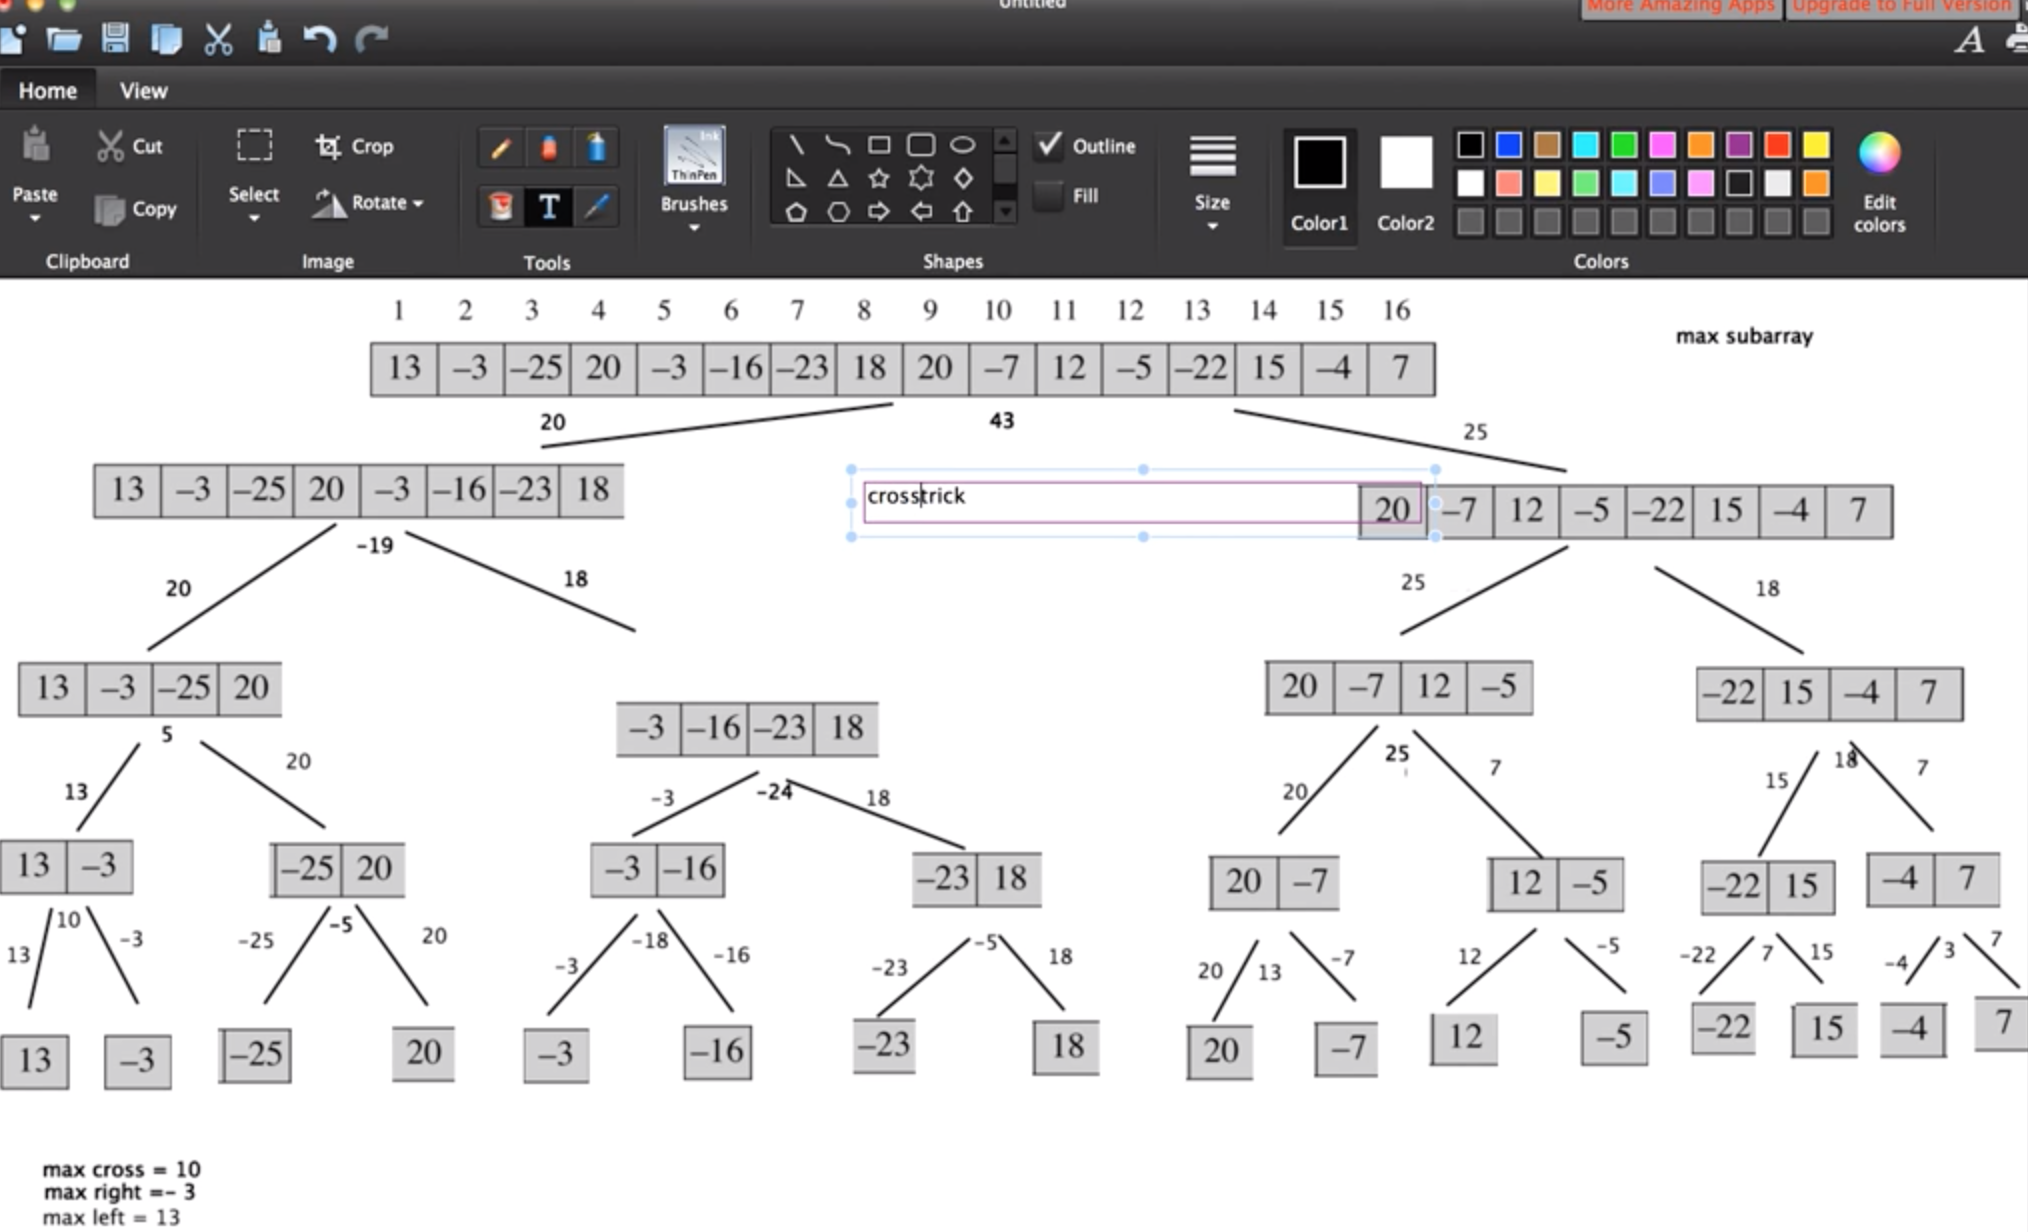 Untitled
More Amazing Apps Upgrade to Full Version
A
Home View
Paste Cut Copy Select Crop Rotate Ink ThinPen Brushes Outline Fill Size Color1 Color2 Edit colors
Clipboard Image Tools T Shapes Colors
1 2 3 4 5 6 7 8 9 10 11 12 13 14 15 16
max subarray
13 –3 –25 20 –3 –16 –23 18 20 –7 12 –5 –22 15 –4 7
20 43 25
13 –3 –25 20 –3 –16 –23 18
crosstrick
20 –7 12 –5 –22 15 –4 7
-19
20 18 25 18
13 –3 –25 20
–3 –16 –23 18
20 –7 12 –5
–22 15 –4 7
5
13 20 -3 -24 18 20 25 7 15 18 7
13 –3
–25 20
–3 –16
–23 18
20 –7
12 –5
–22 15
–4 7
13 10 -3 -25 -5 20 -3 -18 -16 -23 -5 18 20 13 -7 12 -5 -22 7 15 -4 3 7
13 –3 –25 20 –3 –16 –23 18 20 –7 12 –5 –22 15 –4 7
max cross = 10
max right =- 3
max left = 13